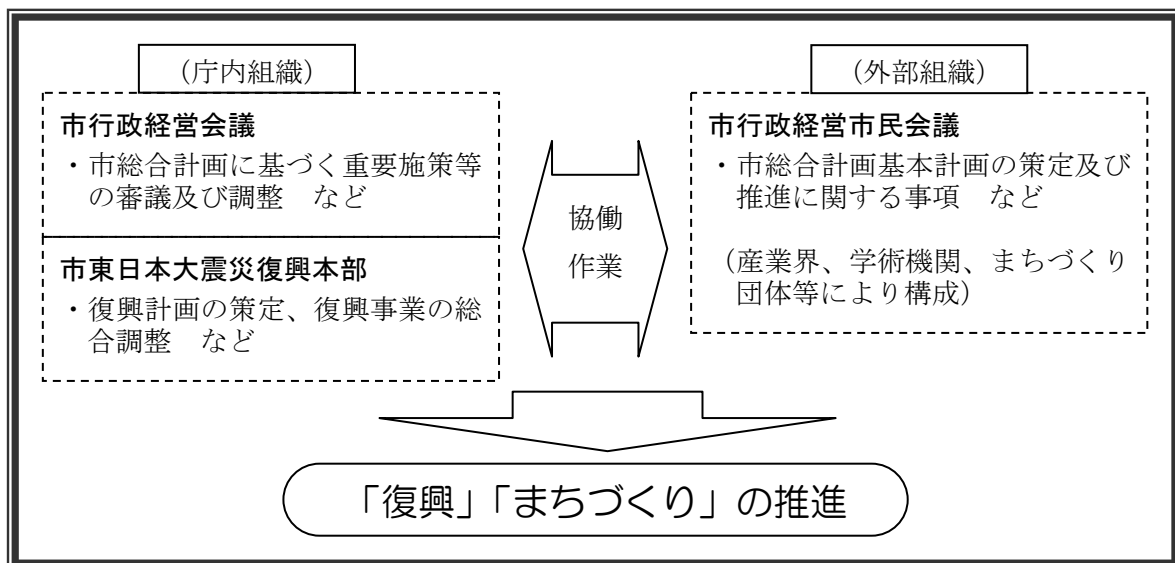 (庁内組織)
市行政経営会議
・市総合計画に基づく重要施策等
の審議及び調整　など
市東日本大震災復興本部
・復興計画の策定、復興事業の総
合調整　など
協働
作業
(外部組織)
市行政経営市民会議
・市総合計画基本計画の策定及び
推進に関する事項　など
(産業界、学術機関、まちづくり
団体等により構成)
「復興」「まちづくり」の推進